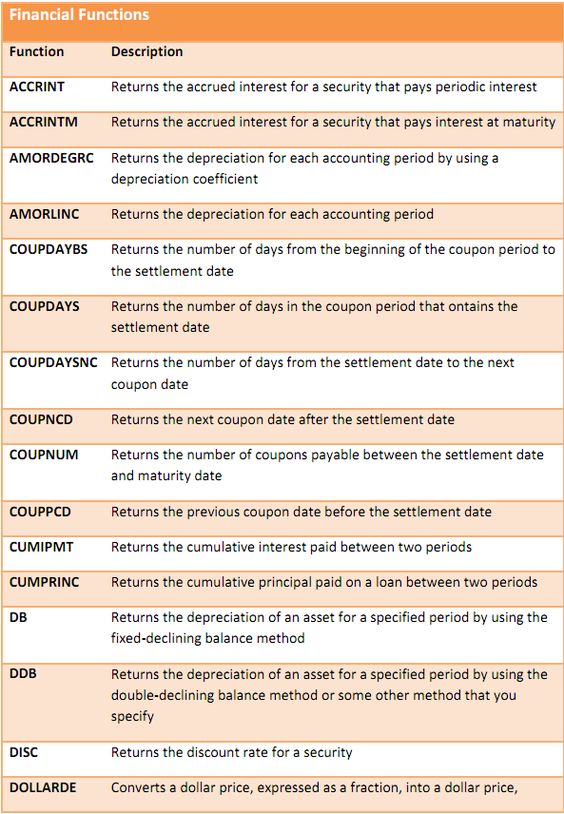 Financial Functions
Function Description
ACCRINT Returns the accrued interest for a security that pays periodic interest
ACCRINTM Returns the accrued interest for a security that pays interest at maturity
AMORDEGRC Returns the depreciation for each accounting period by using a
depreciation coefficient
AMORLINC Returns the depreciation for each accounting period
COUPDAYBS Returns the number of days from the beginning of the coupon period to
the settlement date
COUPDAYS Returns the number of days in the coupon period that ontains the
settlement date
COUPDAYSNC Returns the number of days from the settlement date to the next
coupon date
COUPNCD Returns the next coupon date after the settlement date
COUPNUM Returns the number of coupons payable between the settlement date
and maturity date
COUPPCD Returns the previous coupon date before the settlement date
CUMIPMT Returns the cumulative interest paid between two periods
CUMPRINC Returns the cumulative principal paid on a loan between two periods
DB Returns the depreciation of an asset for a specified period by using the
fixed-declining balance method
DDB Returns the depreciation of an asset for a specified period by using the
double-declining balance method or some other method that you
specify
DISC Returns the discount rate for a security
DOLLARDE Converts a dollar price, expressed as a fraction, into a dollar price,